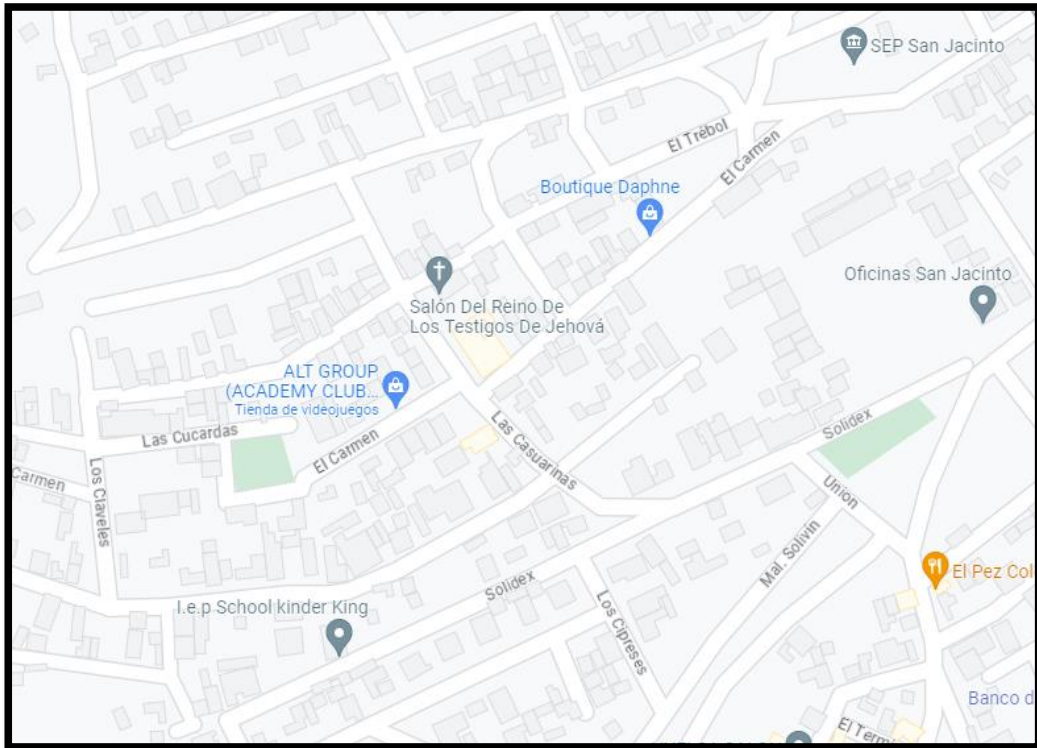 SEP San Jacinto
El Trébol
El Carmen
Boutique Daphne
Oficinas San Jacinto
Salón Del Reino De
Los Testigos De Jehová
ALT GROUP
(ACADEMY CLUB...
Tienda de videojuegos
Las Cucardas
El Carmen
Las Casuarinas
Solidex
Carmen
Los Claveles
Union
Mal. Solivin
El Pez Col
Solidex
I.e.p School kinder King
Los Cipreses
Banco d
El Termi